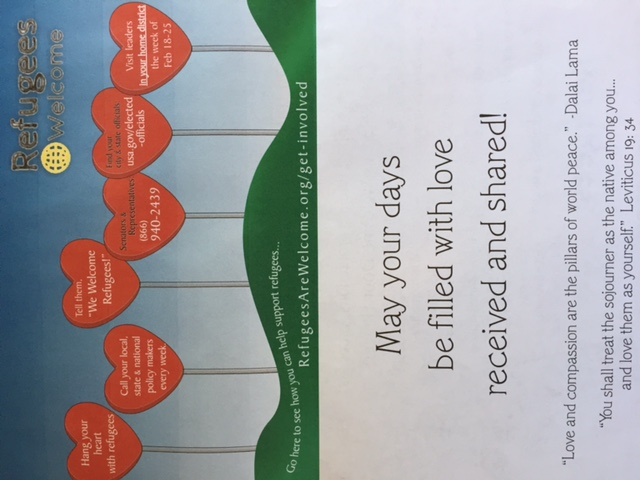 Refugees
Welcome
Hang your
heart
with refugees
Call your local,
state & national
policy makers
every week.
Tell them,
"We Welcome
Refugees!"
Senators &
Representatives
(866)
940-2439
Find your
city & state officials
usa.gov/elected
-officials
Visit leaders
in your home district
the week of
Feb 18-25
Go here to see how you can help support refugees...
RefugeesAreWelcome.org/get-involved
May your days
be filled with love
received and shared!
"Love and compassion are the pillars of world peace." -Dalai Lama
"You shall treat the sojourner as the native among you...
and love them as yourself." Leviticus 19: 34